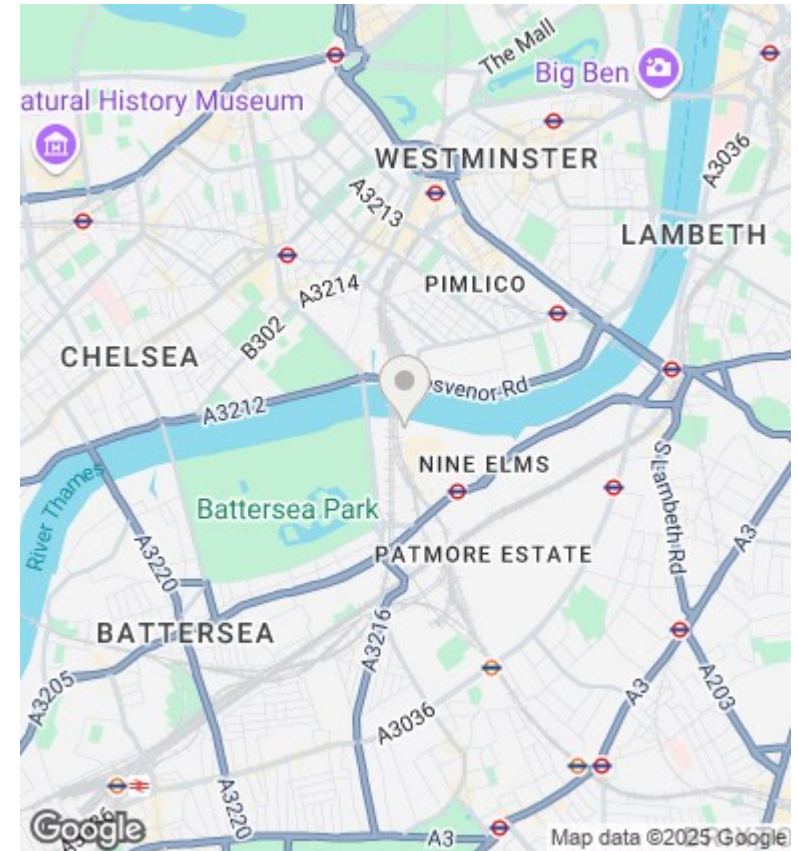 The Mall
Big Ben
atural History Museum
A3036
WESTMINSTER
A3213
LAMBETH
A3214
PIMLICO
B302
CHELSEA
svenor Rd
A3212
NINE ELMS
S Lambeth Rd
River Thames
Battersea Park
A3
A3220
PATMORE ESTATE
BATTERSEA
A3216
A3205
A3
A203
A3036
A3220
Google
A3
Map data ©2025 Google